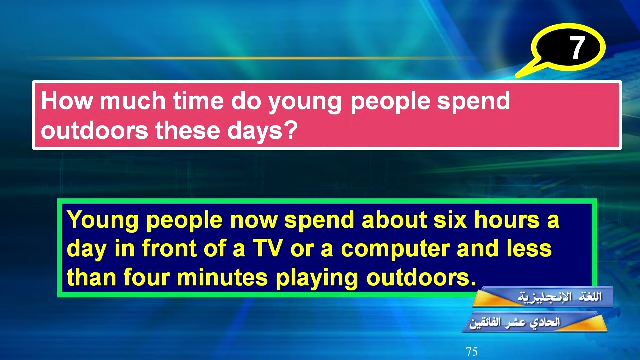 7
How much time do young people spend
outdoors these days?
Young people now spend about six hours a
day in front of a TV or a computer and less
than four minutes playing outdoors.
اللغة الإنجليزية
الحادي عشر الفائقين
75